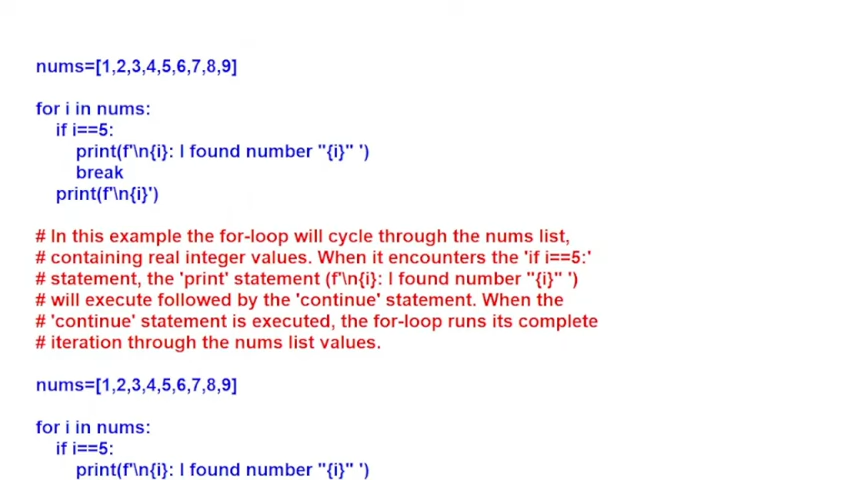 nums=[1,2,3,4,5,6,7,8,9]
for i in nums:
if i==5:
print(f'\n{i}: I found number "{i}" ')
break
print(f'\n{i}')
# In this example the for-loop will cycle through the nums list,
# containing real integer values. When it encounters the 'if i==5:'
# statement, the 'print' statement (f'\n{i}: I found number "{i}" ')
# will execute followed by the 'continue' statement. When the
# 'continue' statement is executed, the for-loop runs its complete
# iteration through the nums list values.
nums=[1,2,3,4,5,6,7,8,9]
for i in nums:
if i==5:
print(f'\n{i}: I found number "{i}" ')